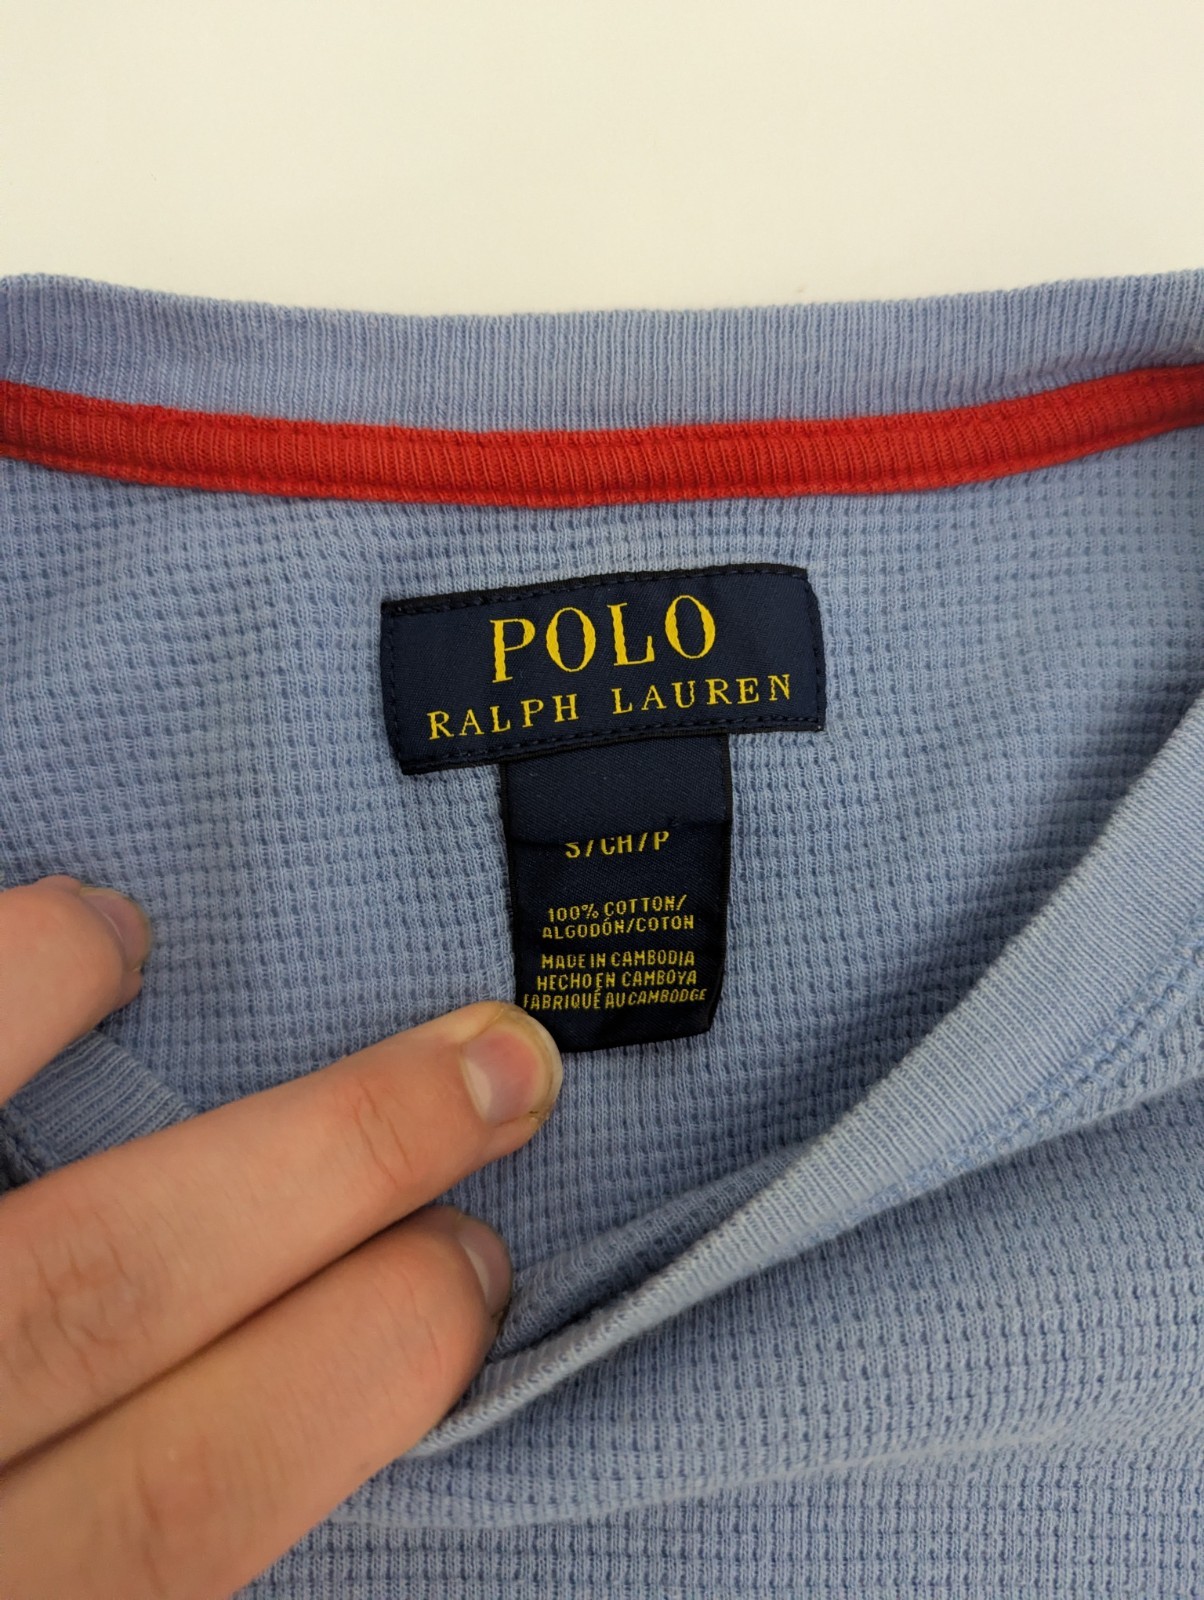 POLO
RALPH LAUREN
S/CH/P
100% COTTON/
ALGODÓN/COTON
MADE IN CAMBODIA
HECHO EN CAMBOYA
FABRIQUÉ AU CAMBODGE